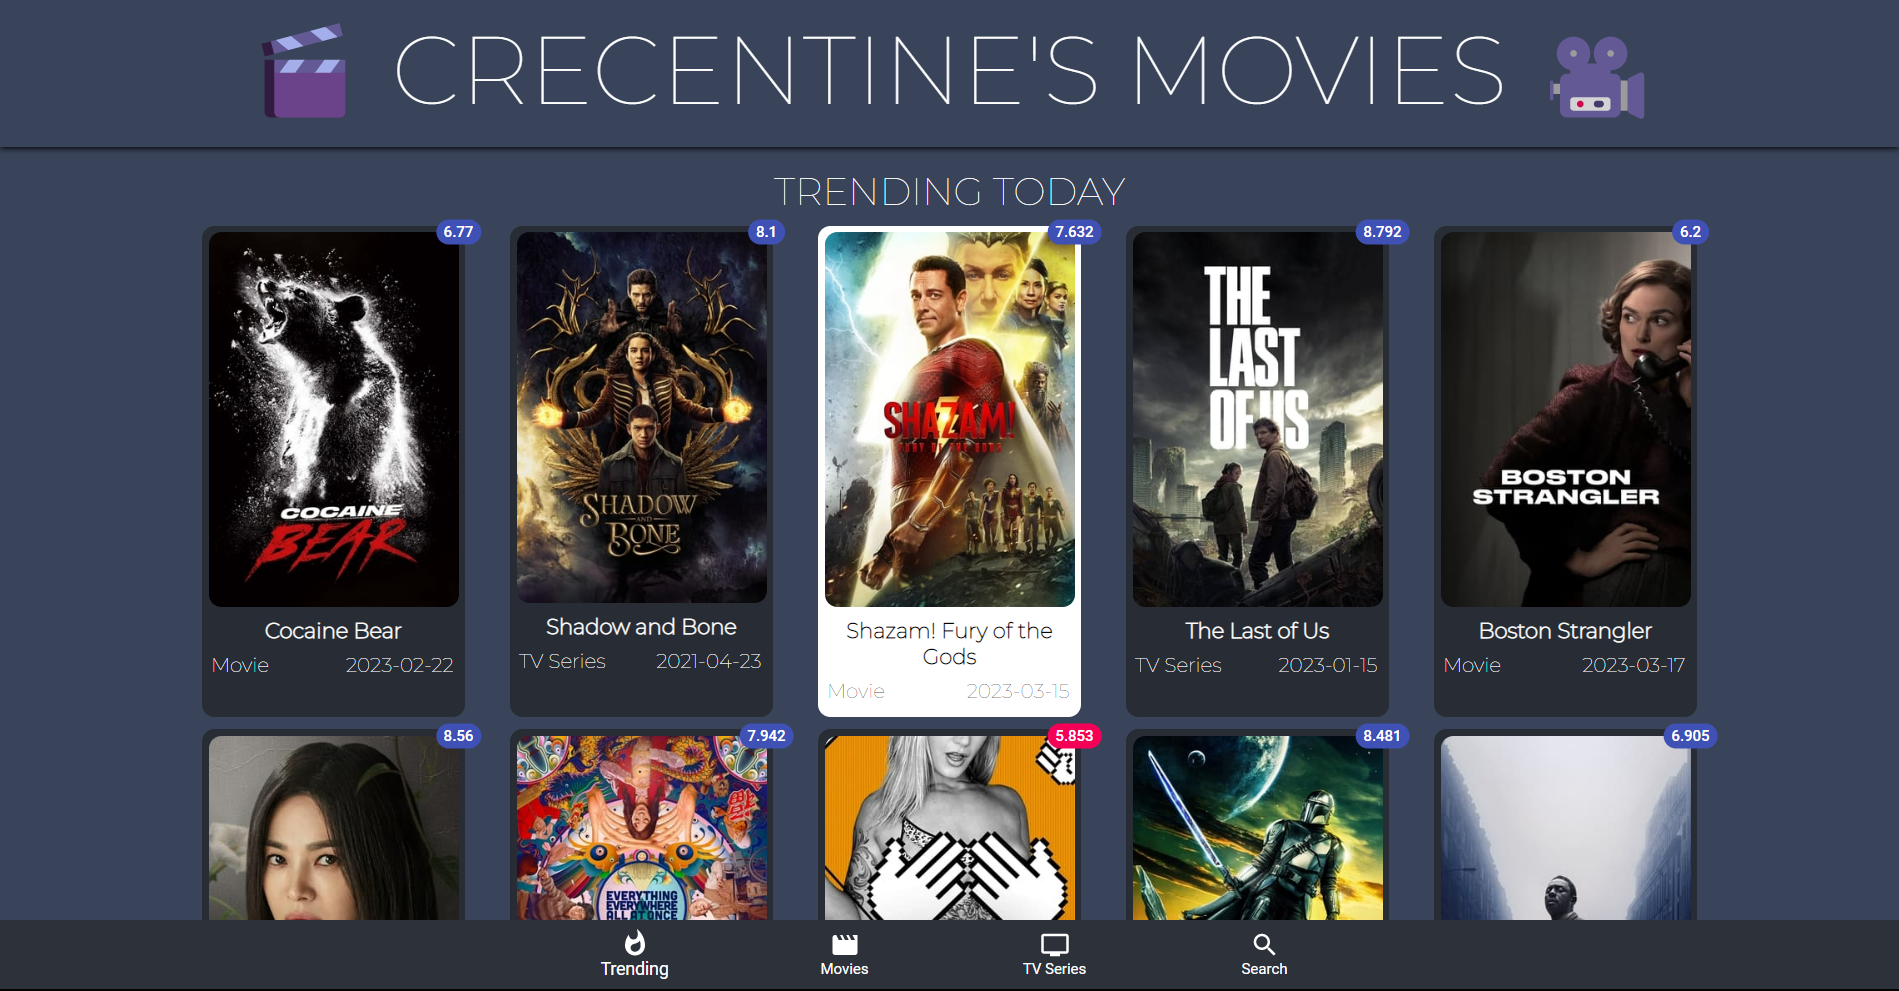 CRECENTINE'S MOVIES
TRENDING TODAY
6.77
COCAINE
BEAR
Cocaine Bear
Movie 2023-02-22
8.1
SHADOW
AND
BONE
Shadow and Bone
TV Series 2021-04-23
7.632
SHAZAM!
FURY OF THE GODS
Shazam! Fury of the
Gods
Movie 2023-03-15
8.792
THE
LAST
OF US
The Last of Us
TV Series 2023-01-15
6.2
BOSTON
STRANGLER
Boston Strangler
Movie 2023-03-17
8.56
7.942
EVERYTHING
EVERYWHERE
ALL AT ONCE
5.853
8.481
6.905
Trending
Movies
TV Series
Search